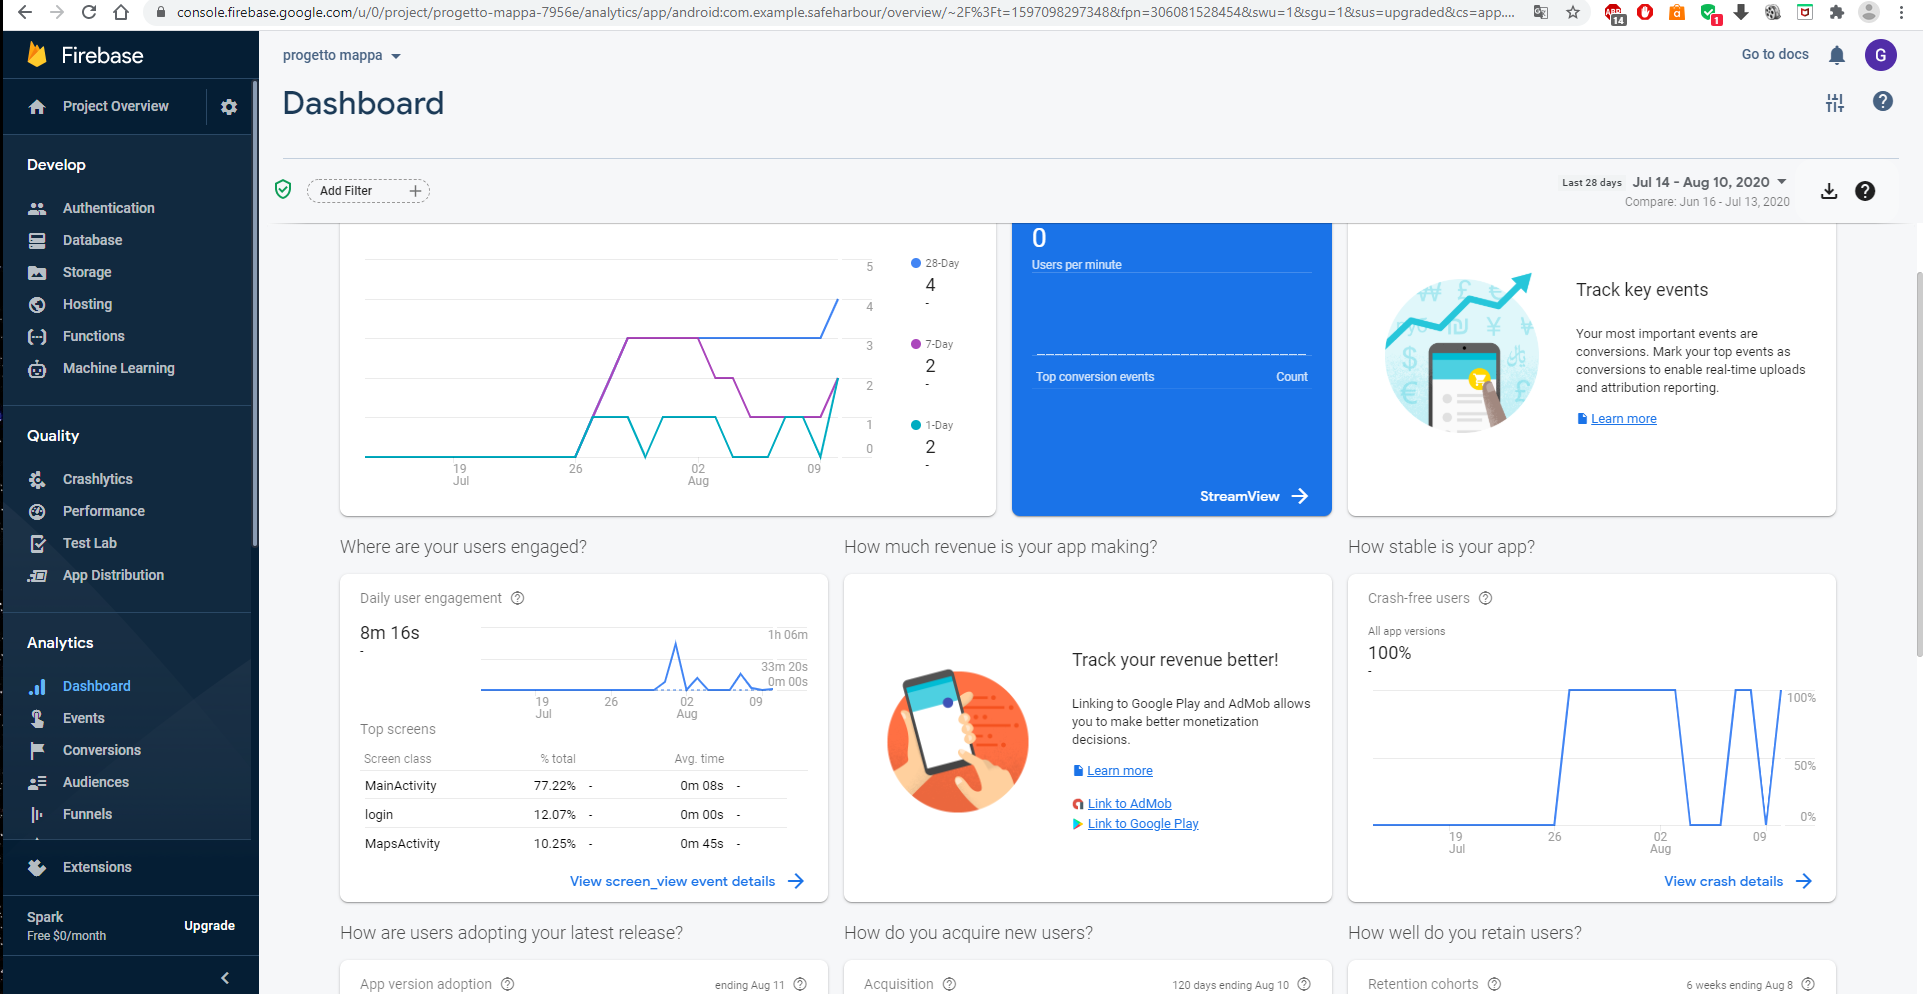 console.firebase.google.com/u/0/project/progetto-mappa-7956e/analytics/app/android:com.example.safeharbour/overview/~2F%3Ft=1597098297348&fpn=306081528454&swu=1&sgu=1&sus=upgraded&cs=app....
14
1
Firebase
progetto mappa
Go to docs
G
Project Overview
Dashboard
Develop
Authentication
Database
Storage
Hosting
Functions
Machine Learning
Quality
Crashlytics
Performance
Test Lab
App Distribution
Analytics
Dashboard
Events
Conversions
Audiences
Funnels
Extensions
Spark
Free $0/month
Upgrade
Add Filter
Last 28 days
Jul 14 - Aug 10, 2020
Compare: Jun 16 - Jul 13, 2020
5
4
3
2
1
0
19
Jul
26
02
Aug
09
28-Day
4
-
7-Day
2
-
1-Day
2
-
0
Users per minute
Top conversion events Count
StreamView
Track key events
Your most important events are
conversions. Mark your top events as
conversions to enable real-time uploads
and attribution reporting.
Learn more
Where are your users engaged?
Daily user engagement
8m 16s
-
1h 06m
33m 20s
0m 00s
19
Jul
26
02
Aug
09
Top screens
Screen class % total Avg. time
MainActivity 77.22% - 0m 08s -
login 12.07% - 0m 00s -
MapsActivity 10.25% - 0m 45s -
View screen_view event details
How much revenue is your app making?
Track your revenue better!
Linking to Google Play and AdMob allows
you to make better monetization
decisions.
Learn more
Link to AdMob
Link to Google Play
How stable is your app?
Crash-free users
All app versions
100%
-
100%
50%
0%
19
Jul
26
02
Aug
09
View crash details
How are users adopting your latest release?
App version adoption
ending Aug 11
How do you acquire new users?
Acquisition
120 days ending Aug 10
How well do you retain users?
Retention cohorts
6 weeks ending Aug 8